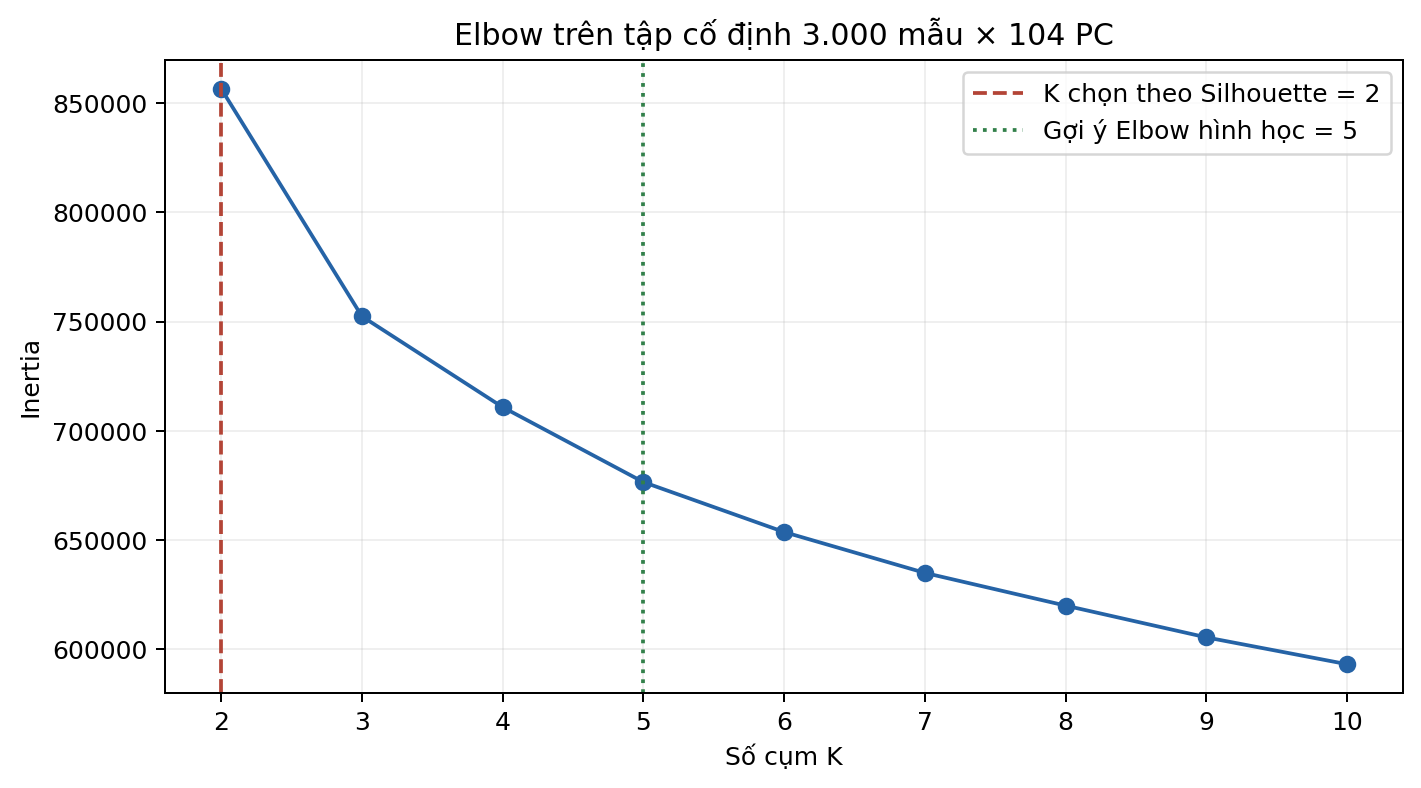 Elbow trên tập cố định 3.000 mẫu × 104 PC
K chọn theo Silhouette = 2
Gợi ý Elbow hình học = 5
850000
800000
750000
700000
650000
600000
Inertia
2 3 4 5 6 7 8 9 10
Số cụm K